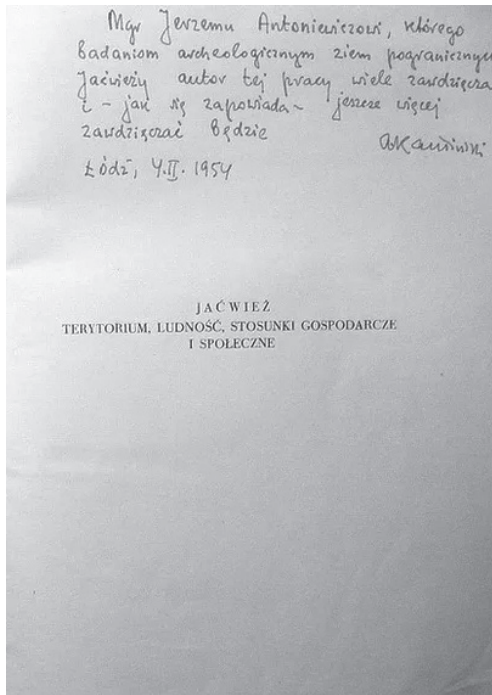 Mgr Jerzemu Antoniewiczowi, którego
badaniom archeologicznym ziem pogranicznych
Jaćwieży autor tej pracy wiele zawdzięcza
i – jak się zapowiada – jeszcze więcej
zawdzięczać będzie
AKamiński
Łódź, 4.II.1954
JAĆWIEŻ
TERYTORIUM, LUDNOŚĆ, STOSUNKI GOSPODARCZE
I SPOŁECZNE